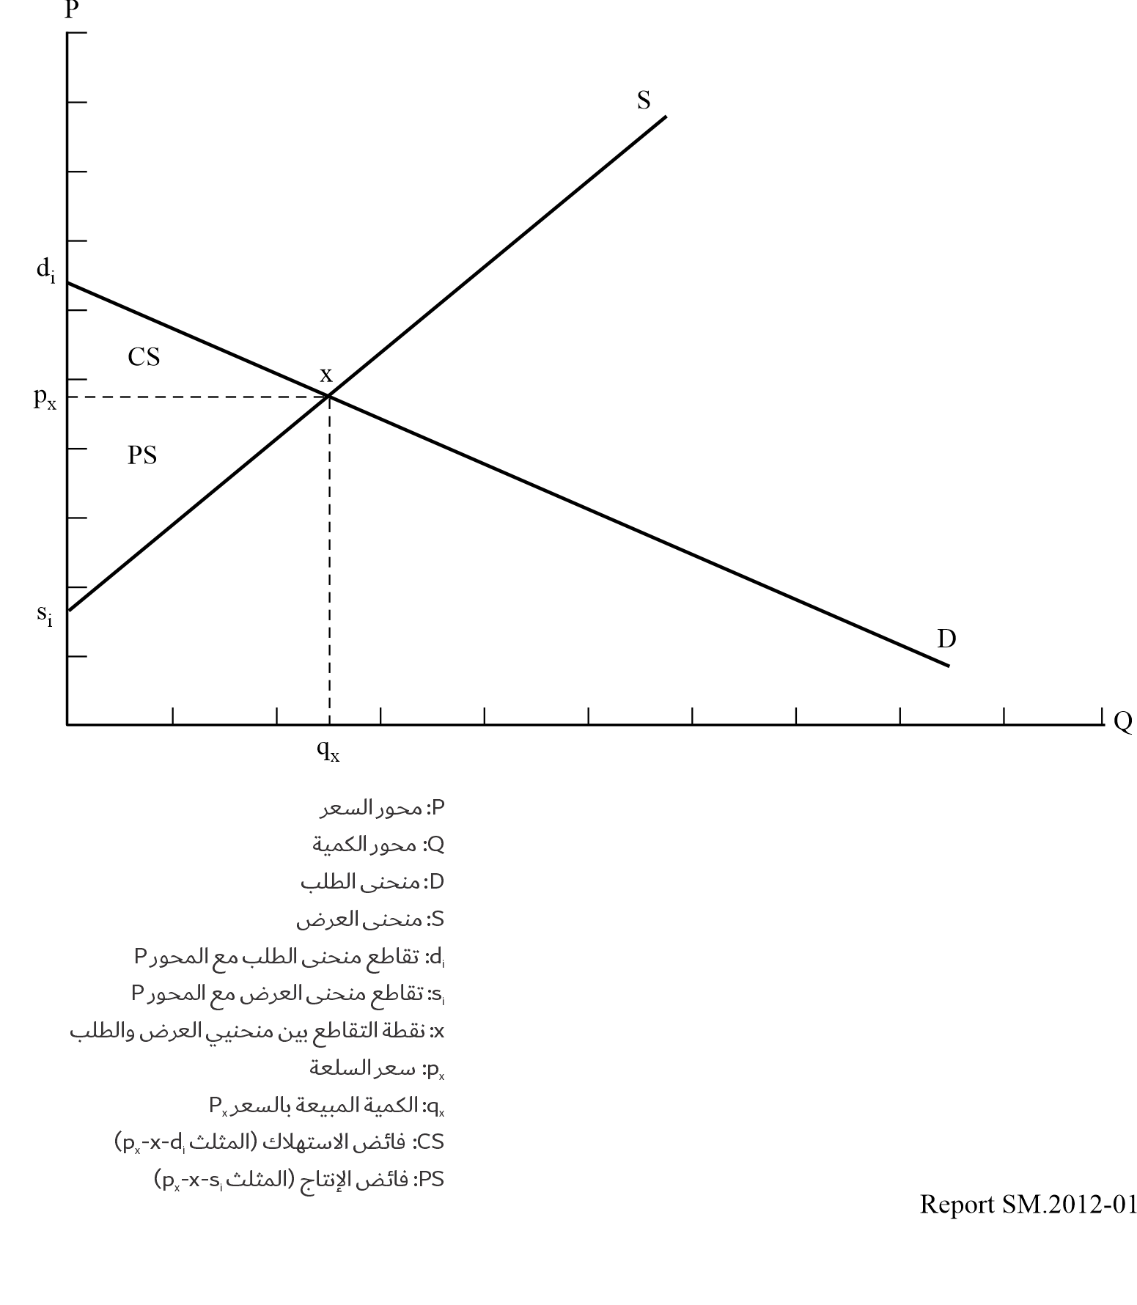 P
S
d_i
CS
x
p_x
PS
s_i
D
Q
q_x
P: محور السعر
Q: محور الكمية
D: منحنى الطلب
S: منحنى العرض
d_i: تقاطع منحنى الطلب مع المحور P
s_i: تقاطع منحنى العرض مع المحور P
x: نقطة التقاطع بين منحنيي العرض والطلب
p_x: سعر السلعة
q_x: الكمية المبيعة بالسعر P_x
CS: فائض الاستهلاك (المثلث p_x-x-d_i)
PS: فائض الإنتاج (المثلث p_x-x-s_i)
Report SM.2012-01